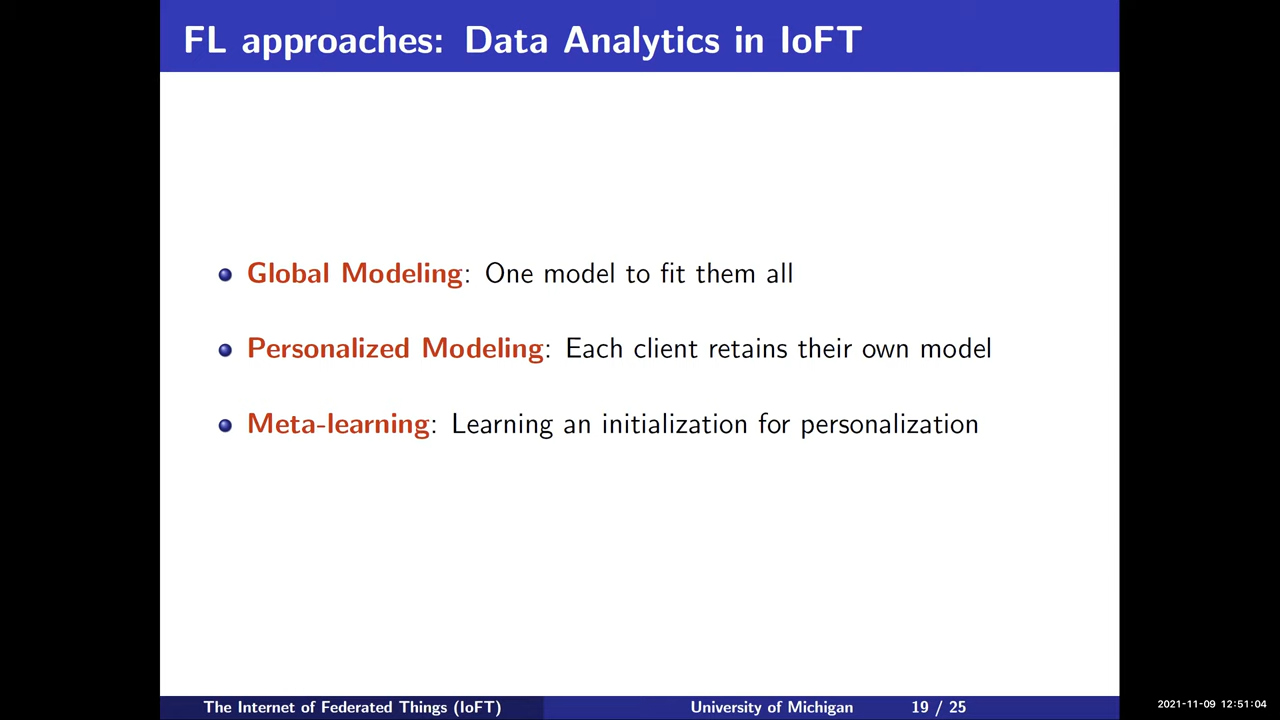 FL approaches: Data Analytics in IoFT
Global Modeling: One model to fit them all
Personalized Modeling: Each client retains their own model
Meta-learning: Learning an initialization for personalization
The Internet of Federated Things (IoFT) University of Michigan 19 / 25
2021-11-09 12:51:04